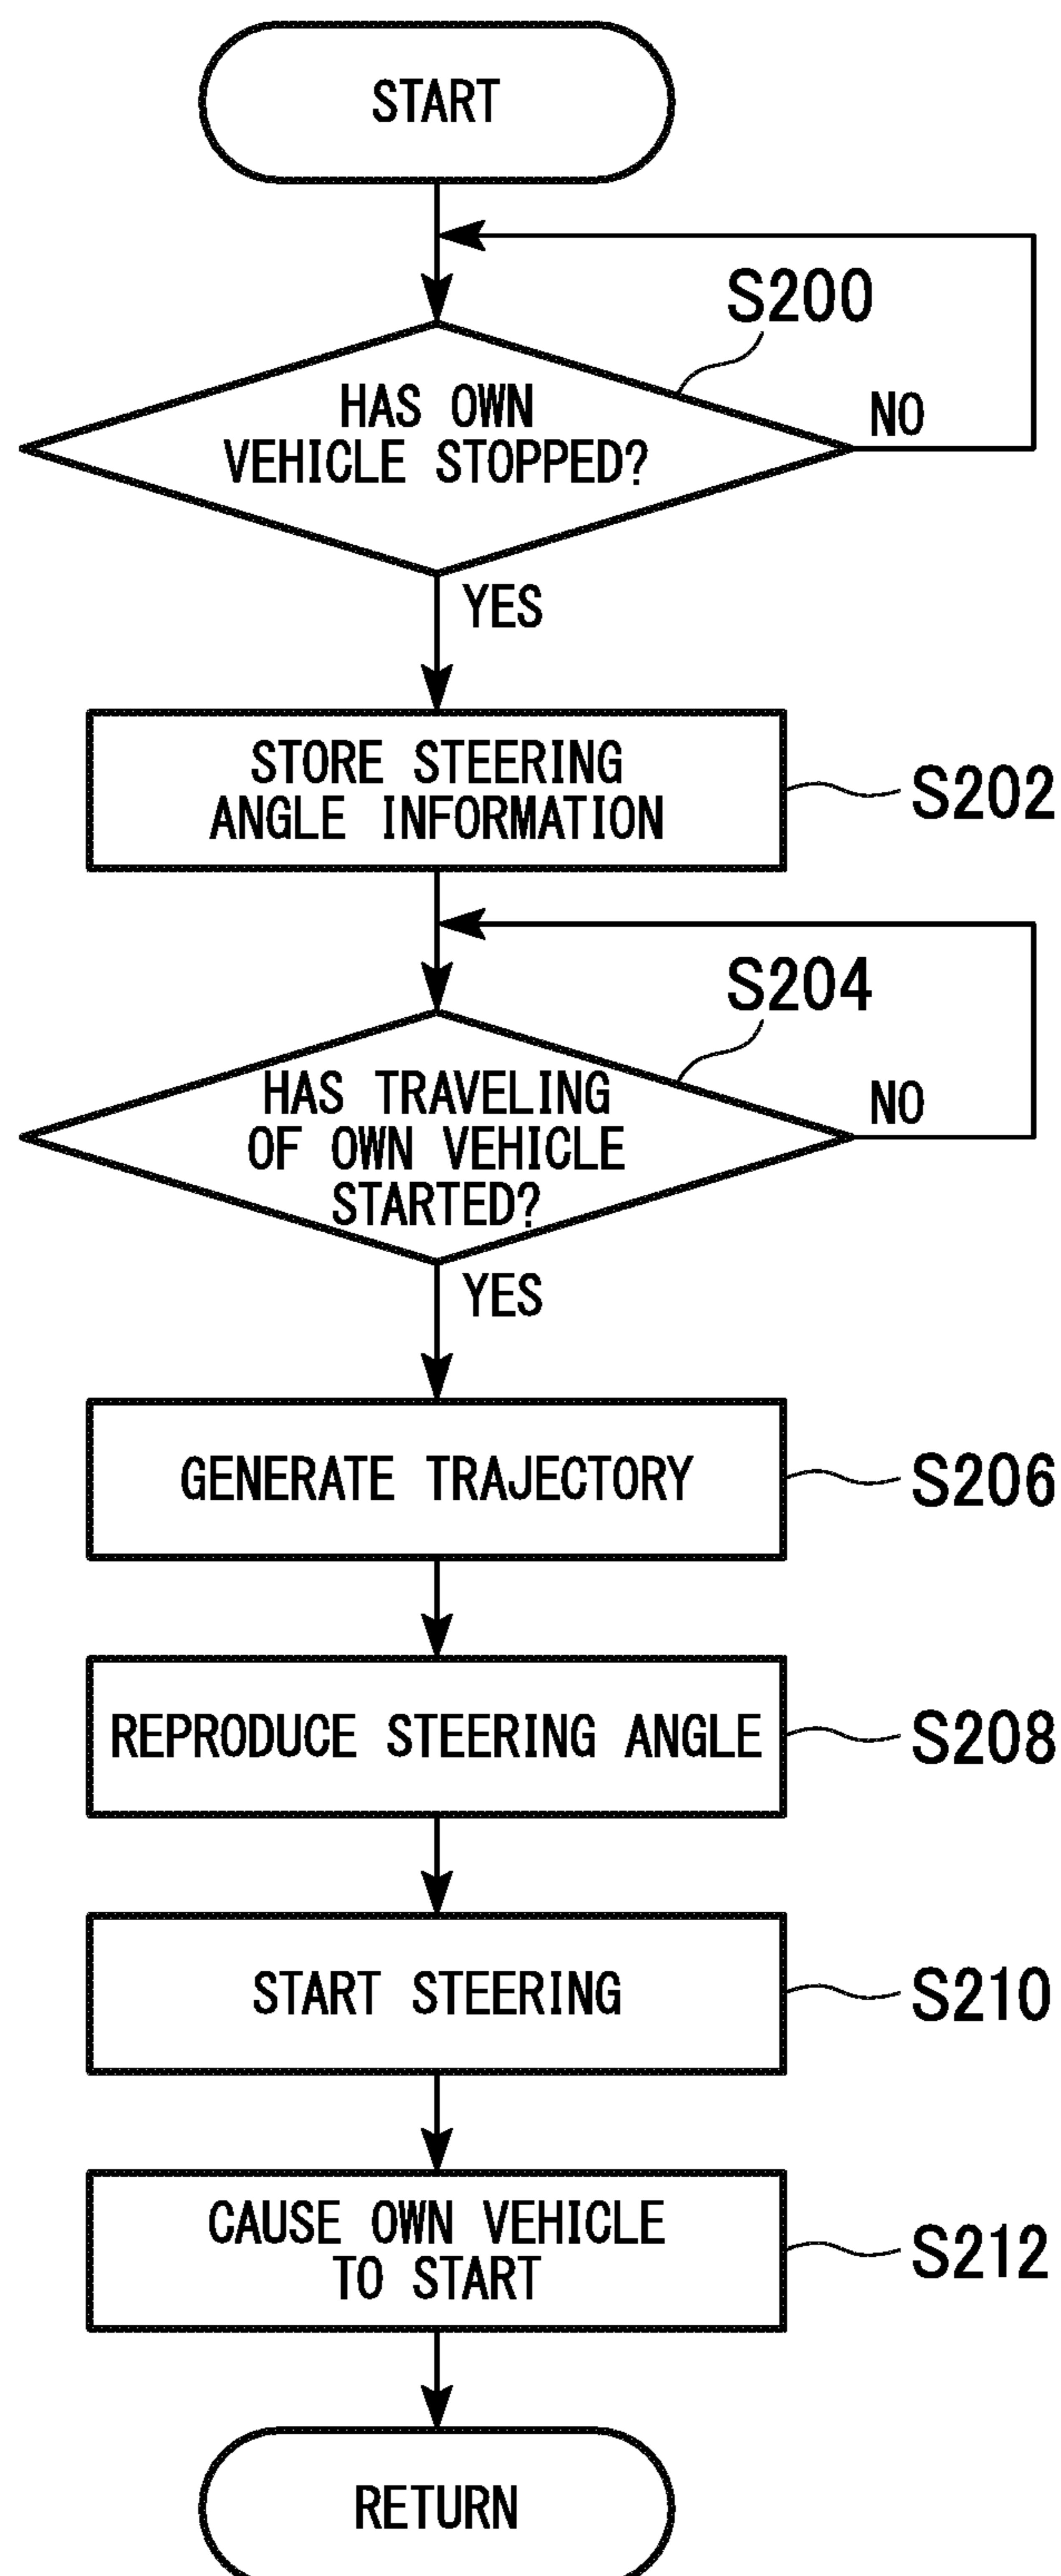 START
S200
HAS OWN
VEHICLE STOPPED?
NO
YES
STORE STEERING
ANGLE INFORMATION
S202
S204
HAS TRAVELING
OF OWN VEHICLE
STARTED?
NO
YES
GENERATE TRAJECTORY
S206
REPRODUCE STEERING ANGLE
S208
START STEERING
S210
CAUSE OWN VEHICLE
TO START
S212
RETURN